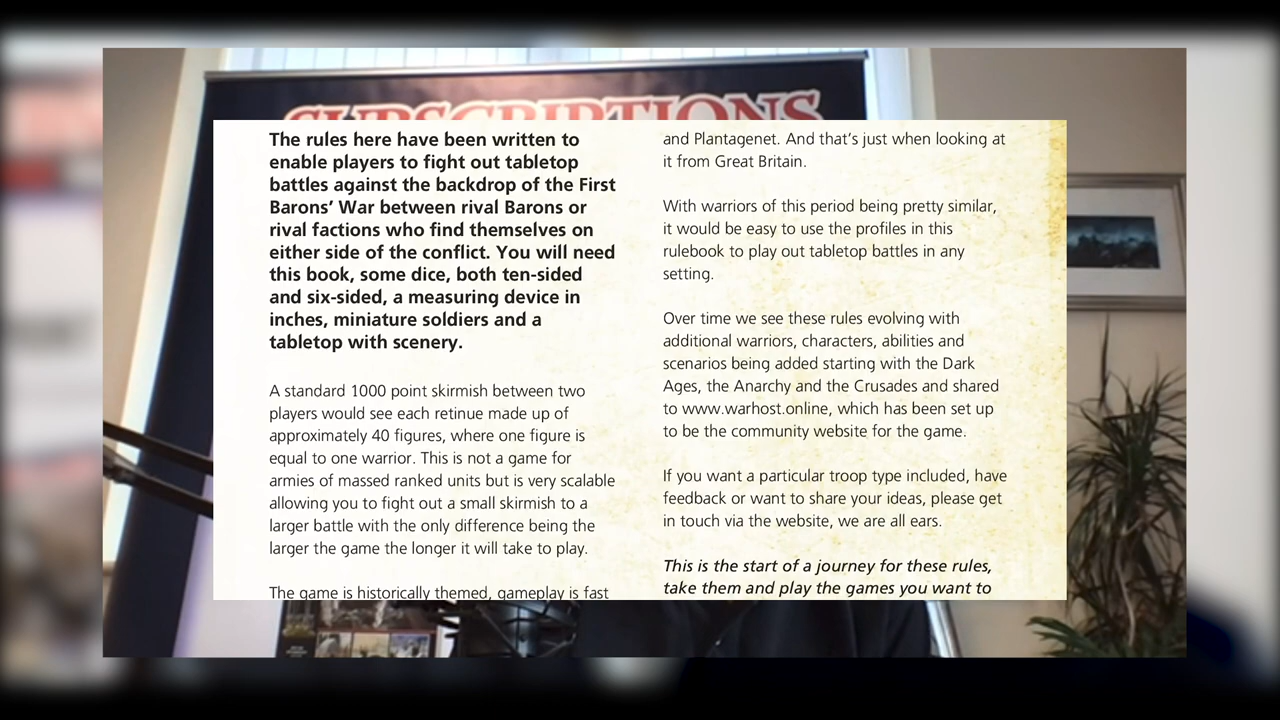 SUBSCRIPTIONS
The rules here have been written to
enable players to fight out tabletop
battles against the backdrop of the First
Barons' War between rival Barons or
rival factions who find themselves on
either side of the conflict. You will need
this book, some dice, both ten-sided
and six-sided, a measuring device in
inches, miniature soldiers and a
tabletop with scenery.
A standard 1000 point skirmish between two
players would see each retinue made up of
approximately 40 figures, where one figure is
equal to one warrior. This is not a game for
armies of massed ranked units but is very scalable
allowing you to fight out a small skirmish to a
larger battle with the only difference being the
larger the game the longer it will take to play.
The game is historically themed, gameplay is fast
and Plantagenet. And that's just when looking at
it from Great Britain.
With warriors of this period being pretty similar,
it would be easy to use the profiles in this
rulebook to play out tabletop battles in any
setting.
Over time we see these rules evolving with
additional warriors, characters, abilities and
scenarios being added starting with the Dark
Ages, the Anarchy and the Crusades and shared
to www.warhost.online, which has been set up
to be the community website for the game.
If you want a particular troop type included, have
feedback or want to share your ideas, please get
in touch via the website, we are all ears.
This is the start of a journey for these rules,
take them and play the games you want to